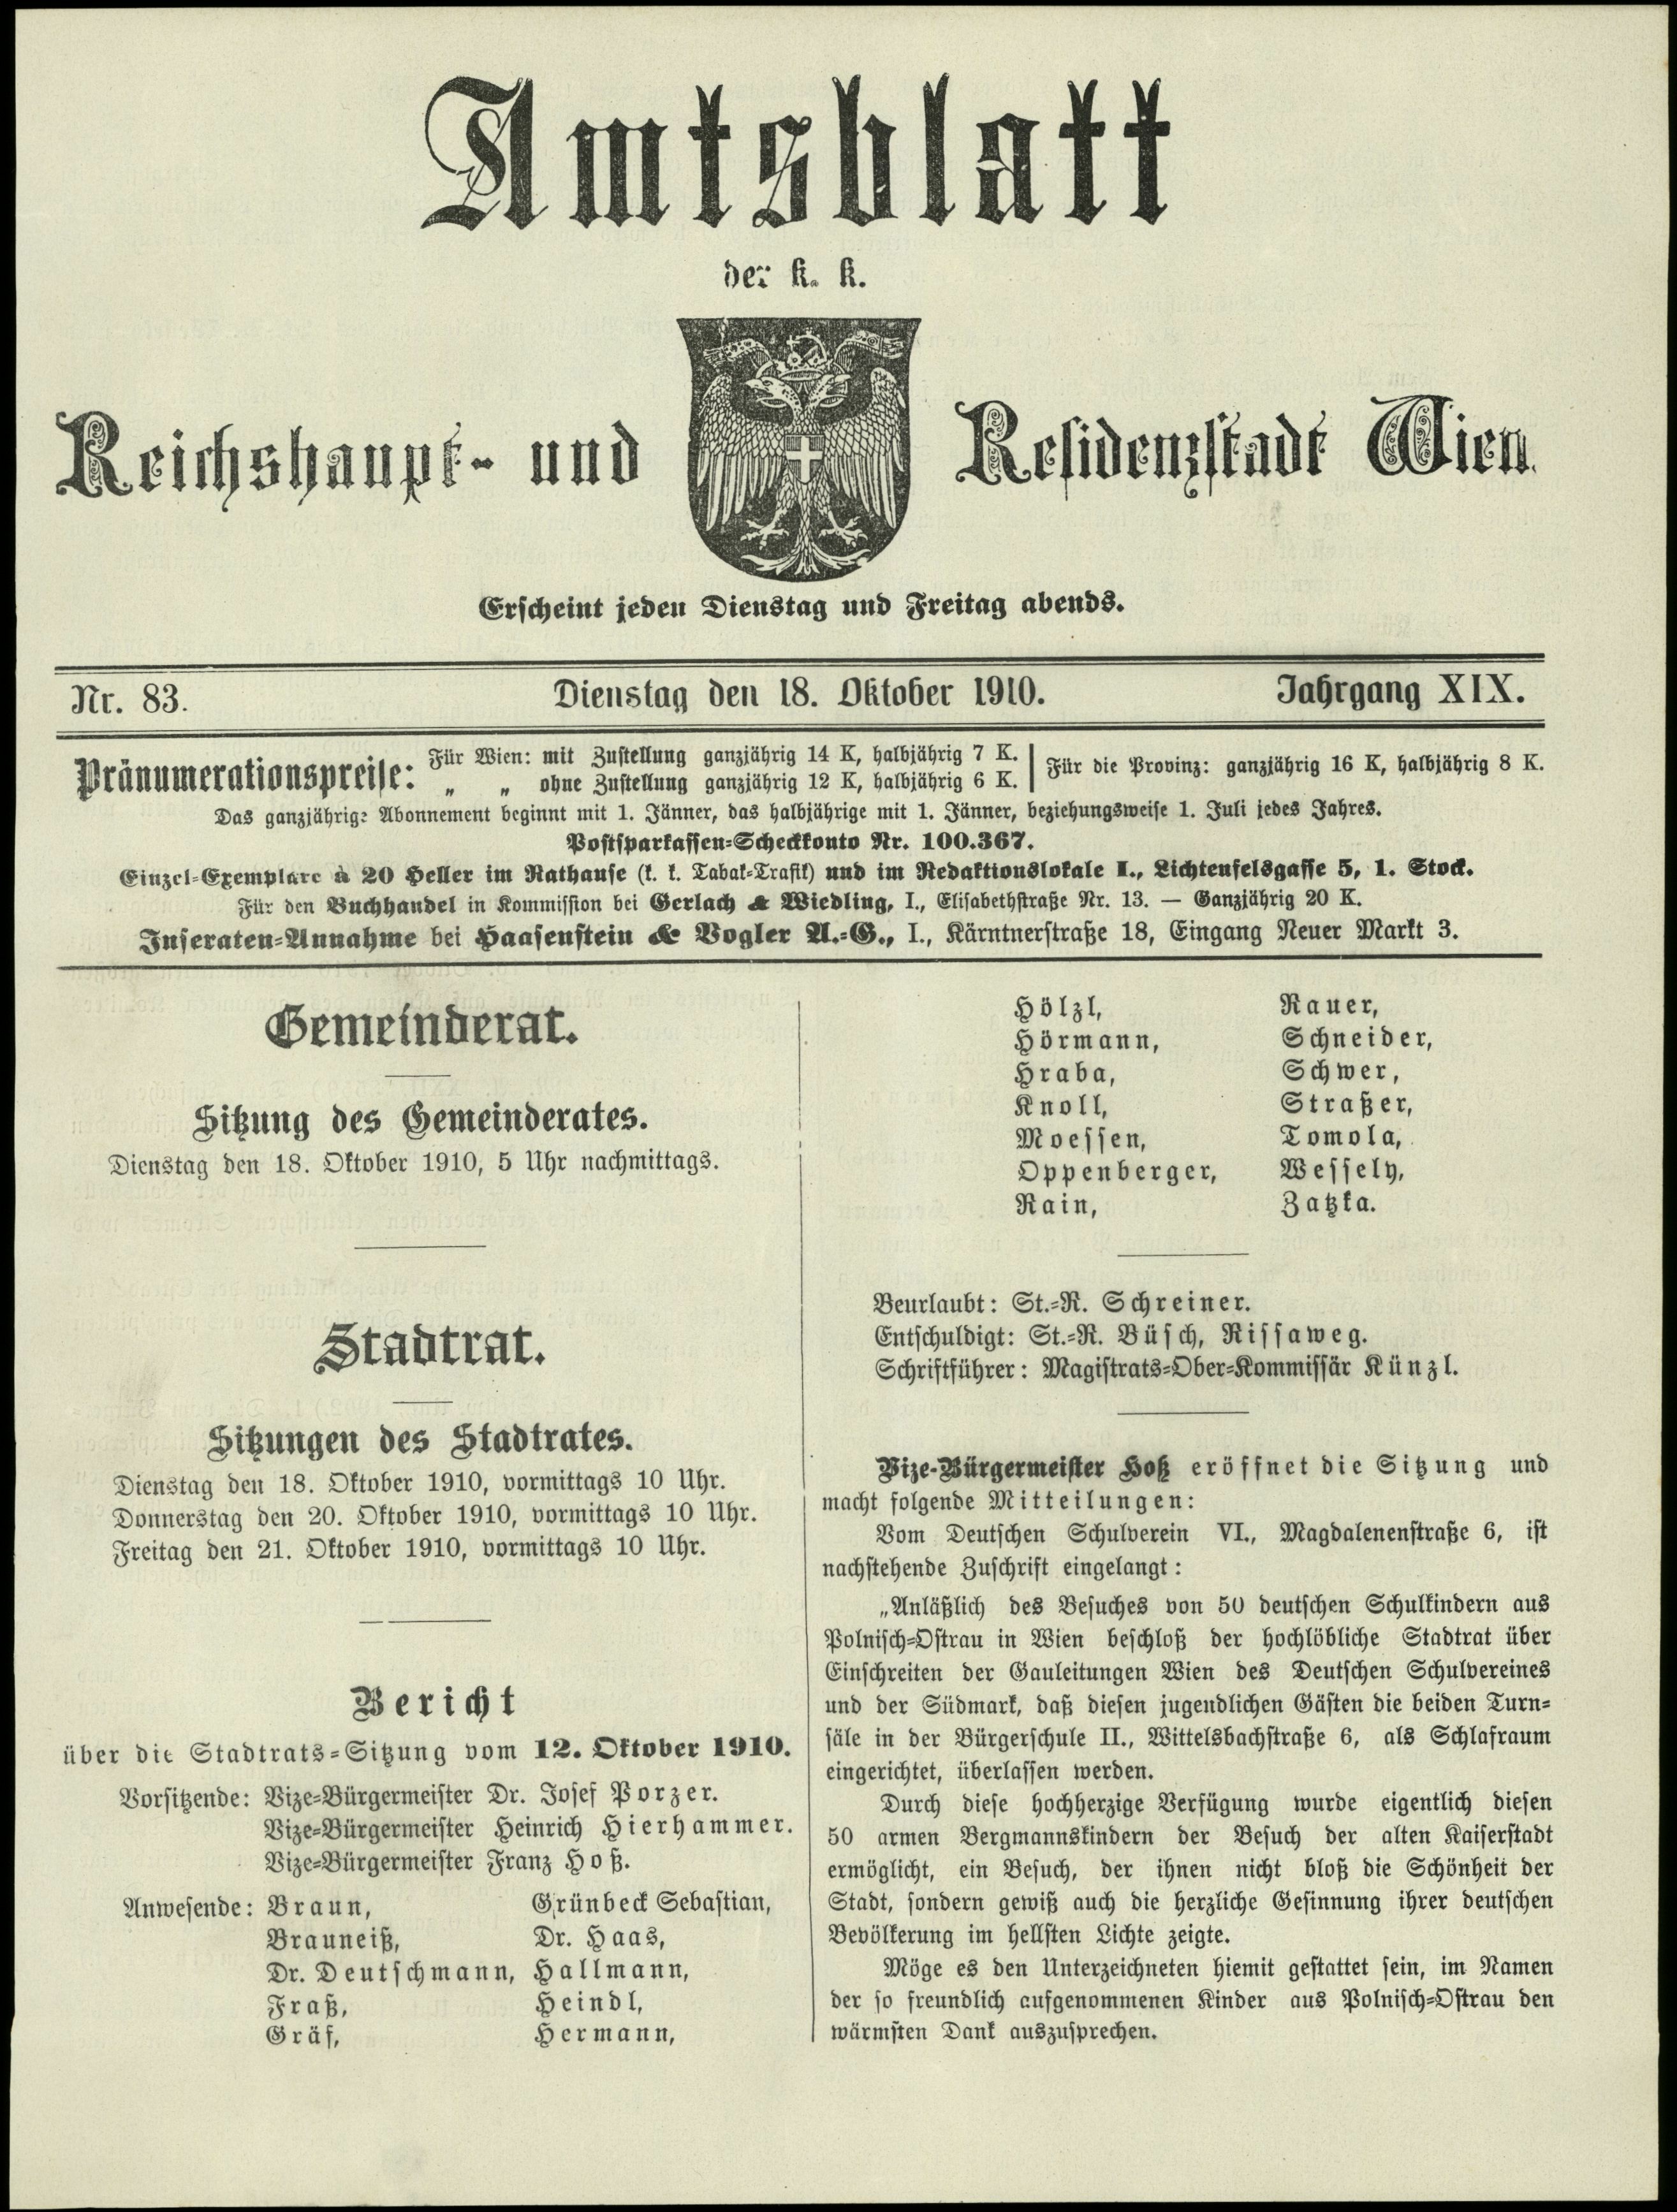 Amtsblatt
der k. k.
Reichshaupt- und Residenzstadt Wien.
Erscheint jeden Dienstag und Freitag abends.
Nr. 83. Dienstag den 18. Oktober 1910. Jahrgang XIX.
Pränumerationspreise: Für Wien: mit Zustellung ganzjährig 14 K, halbjährig 7 K.
„ „ ohne Zustellung ganzjährig 12 K, halbjährig 6 K.
Für die Provinz: ganzjährig 16 K, halbjährig 8 K.
Das ganzjährige Abonnement beginnt mit 1. Jänner, das halbjährige mit 1. Jänner, beziehungsweise 1. Juli jedes Jahres.
Postsparkassen-Scheckkonto Nr. 100.367.
Einzel-Exemplare à 20 Heller im Rathause (k. k. Tabak-Trafik) und im Redaktionslokale I., Lichtenfelsgasse 5, 1. Stock.
Für den Buchhandel in Kommission bei Gerlach & Wiedling, I., Elisabethstraße Nr. 13. — Ganzjährig 20 K.
Inseraten-Annahme bei Haasenstein & Vogler A.-G., I., Kärntnerstraße 18, Eingang Neuer Markt 3.
Gemeinderat.
Sitzung des Gemeinderates.
Dienstag den 18. Oktober 1910, 5 Uhr nachmittags.
Stadtrat.
Sitzungen des Stadtrates.
Dienstag den 18. Oktober 1910, vormittags 10 Uhr.
Donnerstag den 20. Oktober 1910, vormittags 10 Uhr.
Freitag den 21. Oktober 1910, vormittags 10 Uhr.
Bericht
über die Stadtrats-Sitzung vom 12. Oktober 1910.
Vorsitzende: Vize-Bürgermeister Dr. Josef Porzer.
Vize-Bürgermeister Heinrich Hierhammer.
Vize-Bürgermeister Franz Hoß.
Anwesende: Braun, Grünbeck Sebastian,
Brauneiß, Dr. Haas,
Dr. Deutschmann, Hallmann,
Fraß, Heindl,
Gräf, Hermann,
Hölzl, Rauer,
Hörmann, Schneider,
Hraba, Schwer,
Knoll, Straßer,
Moessen, Tomola,
Oppenberger, Wessely,
Rain, Zatzka.
Beurlaubt: St.-R. Schreiner.
Entschuldigt: St.-R. Büsch, Rissaweg.
Schriftführer: Magistrats-Ober-Kommissär Künzl.
Vize-Bürgermeister Hoß eröffnet die Sitzung und
macht folgende Mitteilungen:
Vom Deutschen Schulverein VI., Magdalenenstraße 6, ist
nachstehende Zuschrift eingelangt:
„Anläßlich des Besuches von 50 deutschen Schulkindern aus
Polnisch-Ostrau in Wien beschloß der hochlöbliche Stadtrat über
Einschreiten der Gauleitungen Wien des Deutschen Schulvereines
und der Südmark, daß diesen jugendlichen Gästen die beiden Turn-
säle in der Bürgerschule II., Wittelsbachstraße 6, als Schlafraum
eingerichtet, überlassen werden.
Durch diese hochherzige Verfügung wurde eigentlich diesen
50 armen Bergmannskindern der Besuch der alten Kaiserstadt
ermöglicht, ein Besuch, der ihnen nicht bloß die Schönheit der
Stadt, sondern gewiß auch die herzliche Gesinnung ihrer deutschen
Bevölkerung im hellsten Lichte zeigte.
Möge es den Unterzeichneten hiemit gestattet sein, im Namen
der so freundlich aufgenommenen Kinder aus Polnisch-Ostrau den
wärmsten Dank auszusprechen.